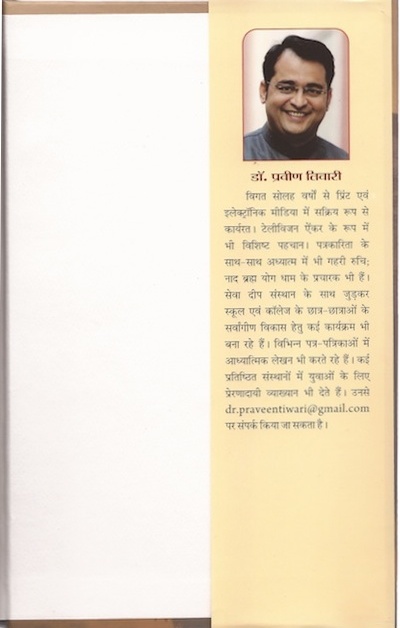 डॉ. प्रवीण तिवारी
विगत सोलह वर्षों से प्रिंट एवं
इलेक्ट्रॉनिक मीडिया में सक्रिय रूप से
कार्यरत। टेलीविजन ऐंकर के रूप में
भी विशिष्ट पहचान। पत्रकारिता के
साथ-साथ अध्यात्म में भी गहरी रुचि;
नाद ब्रह्म योग धाम के प्रचारक भी हैं।
सेवा दीप संस्थान के साथ जुड़कर
स्कूल एवं कॉलेज के छात्र-छात्राओं के
सर्वांगीण विकास हेतु कई कार्यक्रम भी
बना रहे हैं। विभिन्न पत्र-पत्रिकाओं में
आध्यात्मिक लेखन भी करते रहे हैं। कई
प्रतिष्ठित संस्थानों में युवाओं के लिए
प्रेरणादायी व्याख्यान भी देते हैं। उनसे
dr.praveentiwari@gmail.com
पर संपर्क किया जा सकता है।